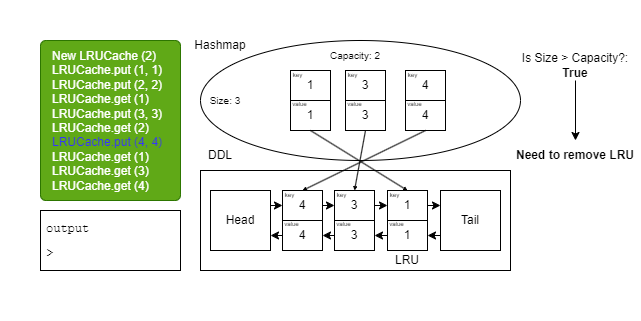 New LRUCache (2)
LRUCache.put (1, 1)
LRUCache.put (2, 2)
LRUCache.get (1)
LRUCache.put (3, 3)
LRUCache.get (2)
LRUCache.put (4, 4)
LRUCache.get (1)
LRUCache.get (3)
LRUCache.get (4)
output
>
Hashmap
Capacity: 2
Size: 3
key
1
value
1
key
3
value
3
key
4
value
4
DDL
Head
key
4
value
4
key
3
value
3
key
1
value
1
Tail
LRU
Is Size > Capacity?:
True
Need to remove LRU